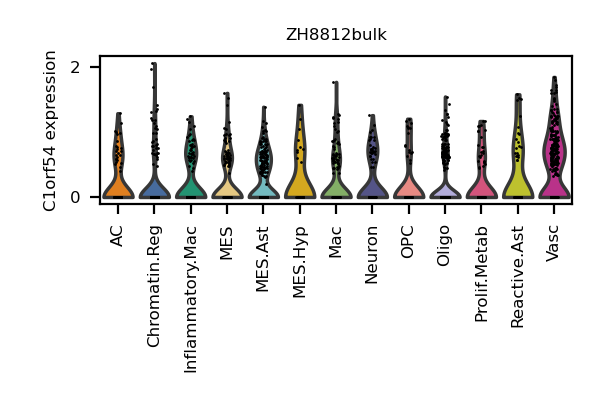 ZH8812bulk
C1orf54 expression
2
0
AC
Chromatin.Reg
Inflammatory.Mac
MES
MES.Ast
MES.Hyp
Mac
Neuron
OPC
Oligo
Prolif.Metab
Reactive.Ast
Vasc